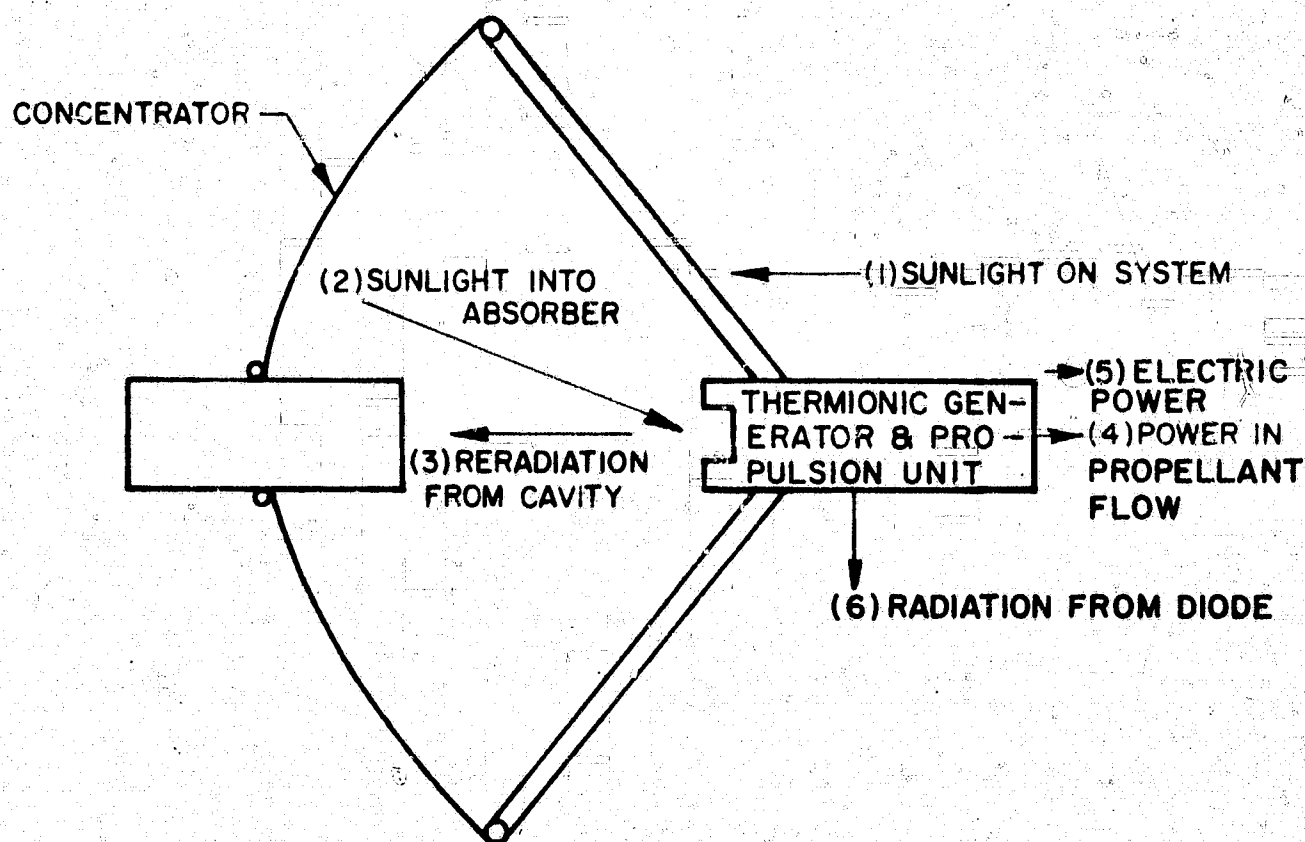 CONCENTRATOR
(2) SUNLIGHT INTO
ABSORBER
(1) SUNLIGHT ON SYSTEM
(3) RERADIATION
FROM CAVITY
THERMIONIC GEN-
ERATOR & PRO-
PULSION UNIT
(5) ELECTRIC
POWER
(4) POWER IN
PROPELLANT
FLOW
(6) RADIATION FROM DIODE